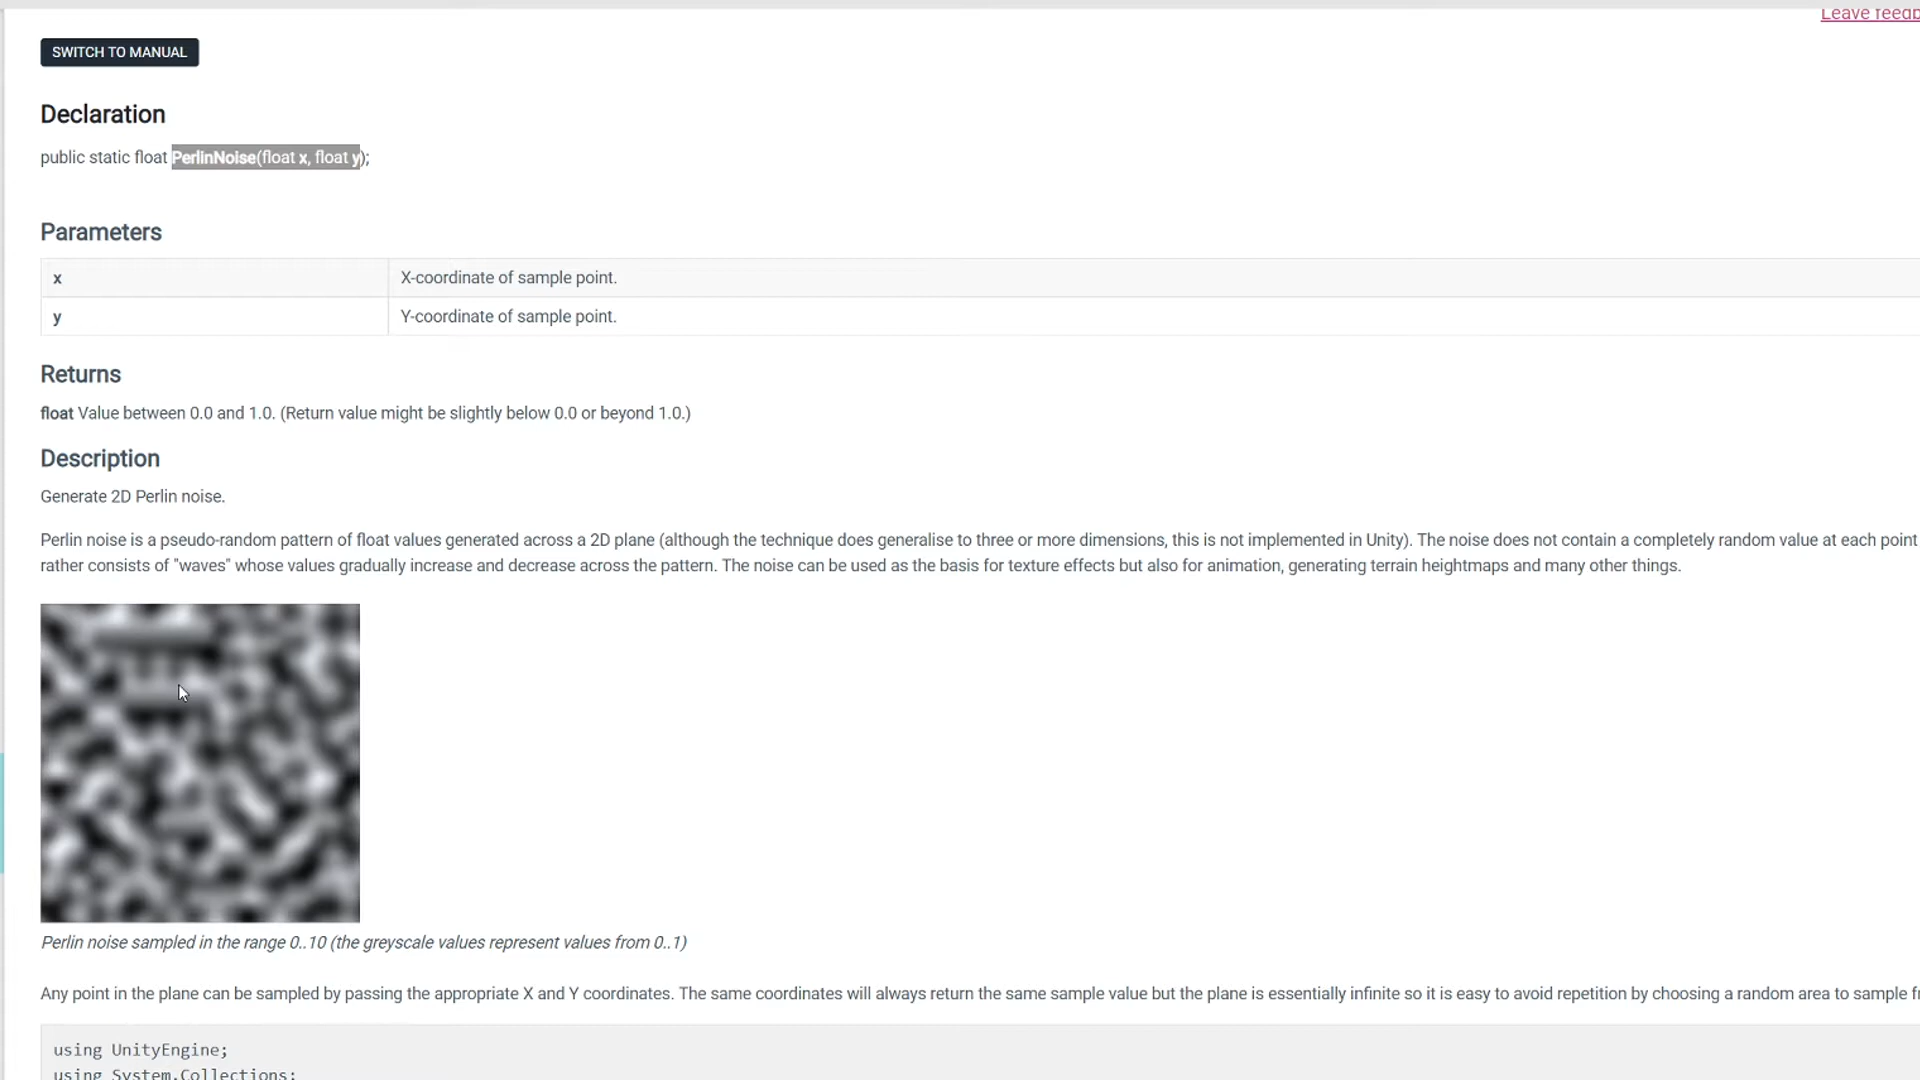 Leave feedb
SWITCH TO MANUAL
Declaration
public static float PerlinNoise(float x, float y);
Parameters
x X-coordinate of sample point.
y Y-coordinate of sample point.
Returns
float Value between 0.0 and 1.0. (Return value might be slightly below 0.0 or beyond 1.0.)
Description
Generate 2D Perlin noise.
Perlin noise is a pseudo-random pattern of float values generated across a 2D plane (although the technique does generalise to three or more dimensions, this is not implemented in Unity). The noise does not contain a completely random value at each point
rather consists of "waves" whose values gradually increase and decrease across the pattern. The noise can be used as the basis for texture effects but also for animation, generating terrain heightmaps and many other things.
Perlin noise sampled in the range 0..10 (the greyscale values represent values from 0..1)
Any point in the plane can be sampled by passing the appropriate X and Y coordinates. The same coordinates will always return the same sample value but the plane is essentially infinite so it is easy to avoid repetition by choosing a random area to sample fr
using UnityEngine;
using System.Collections;